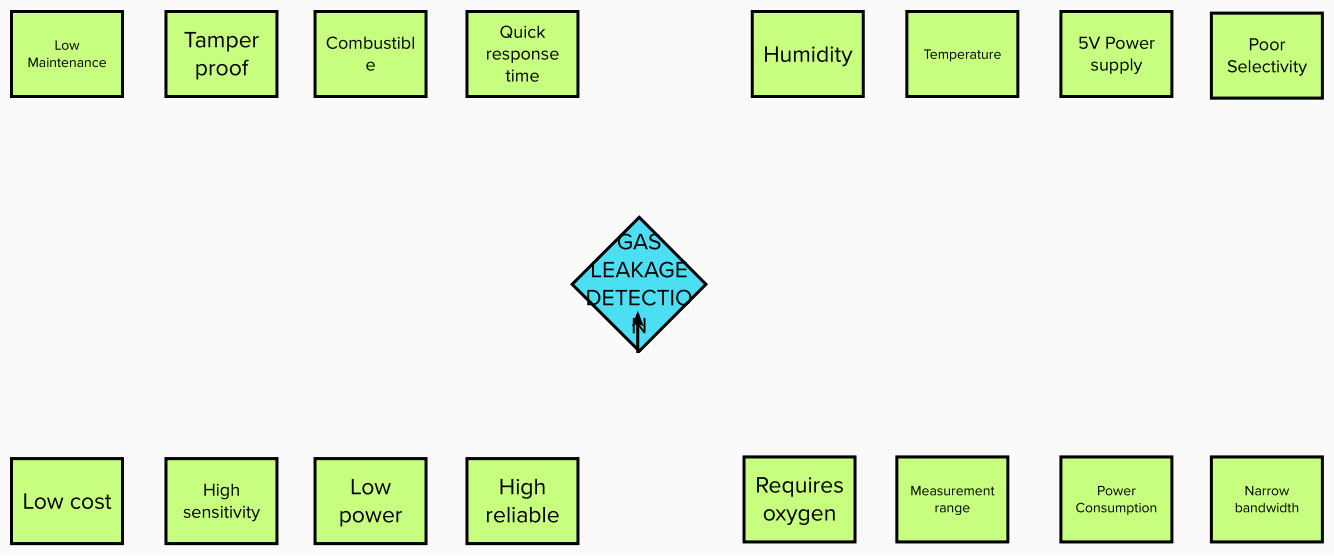 Low
Maintenance
Tamper
proof
Combustibl
e
Quick
response
time
Humidity
Temperature
5V Power
supply
Poor
Selectivity
GAS
LEAKAGE
DETECTIO
N
Low cost
High
sensitivity
Low
power
High
reliable
Requires
oxygen
Measurement
range
Power
Consumption
Narrow
bandwidth